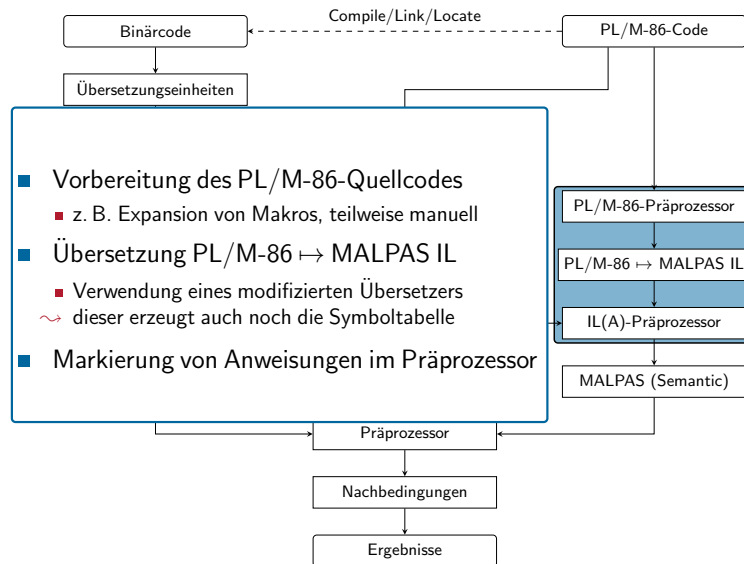 Compile/Link/Locate
Binärcode
PL/M-86-Code
Übersetzungseinheiten
Vorbereitung des PL/M-86-Quellcodes
z. B. Expansion von Makros, teilweise manuell
Übersetzung PL/M-86 ↦ MALPAS IL
Verwendung eines modifizierten Übersetzers
⤳ dieser erzeugt auch noch die Symboltabelle
Markierung von Anweisungen im Präprozessor
PL/M-86-Präprozessor
PL/M-86 ↦ MALPAS IL
IL(A)-Präprozessor
MALPAS (Semantic)
Präprozessor
Nachbedingungen
Ergebnisse